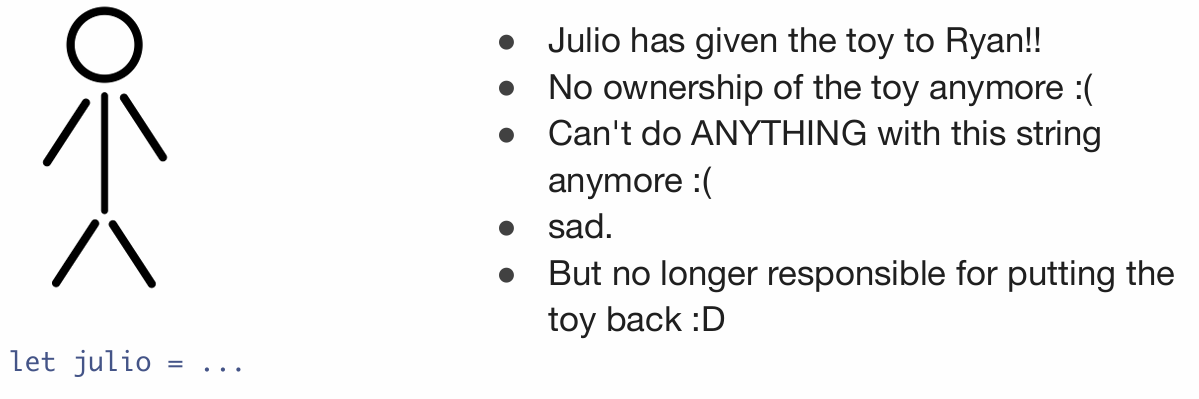 ● Julio has given the toy to Ryan!!
● No ownership of the toy anymore :(
● Can't do ANYTHING with this string
anymore :(
● sad.
● But no longer responsible for putting the
toy back :D
let julio = ...